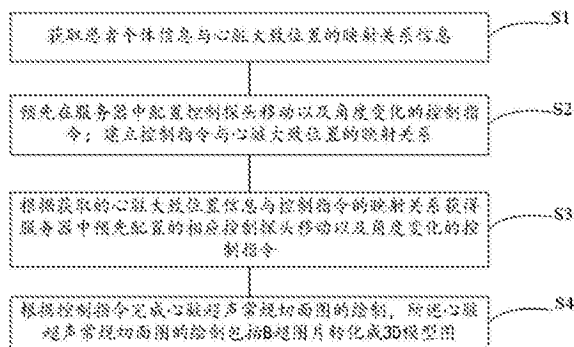 S1
获取患者个体信息与心脏大致位置的映射关系信息
S2
预先在服务器中配置控制探头移动以及角度变化的控制指
令；建立控制指令与心脏大致位置的映射关系
S3
根据获取的心脏大致位置信息与控制指令的映射关系获得
服务器中预先配置的相应控制探头移动以及角度变化的控
制指令
S4
根据控制指令完成心脏超声常规切面图的绘制，所述心脏
超声常规切面图的绘制包括B超图片转化成3D模型图